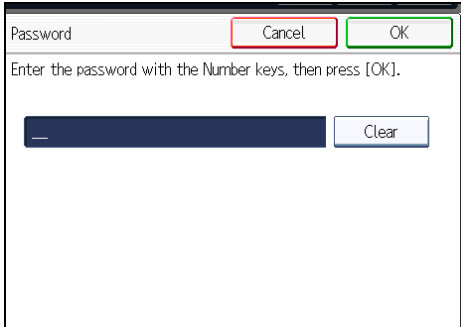 Password Cancel OK
Enter the password with the Number keys, then press [OK].
Clear